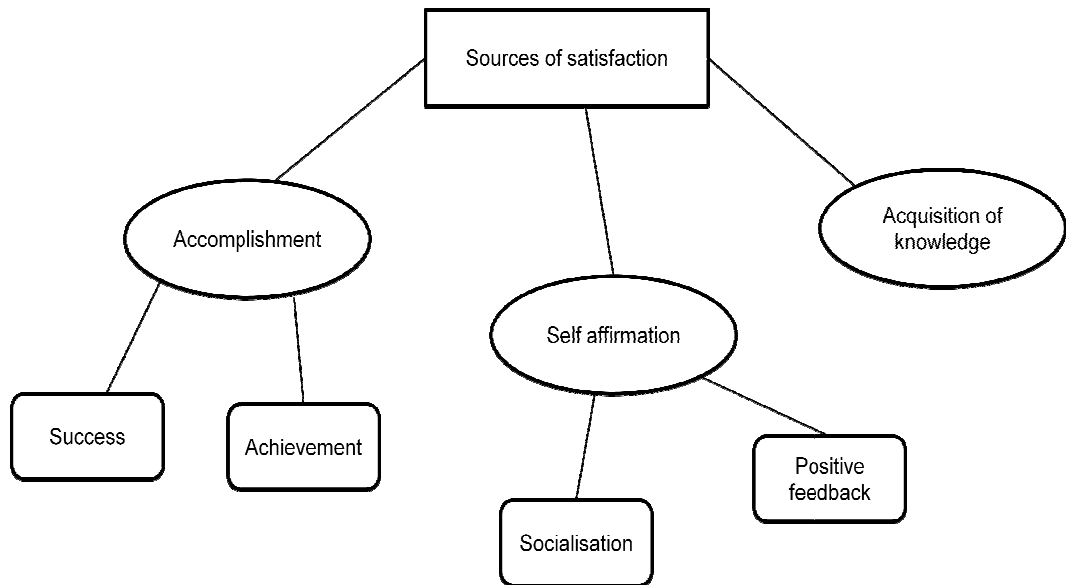 Sources of satisfaction
Accomplishment
Acquisition of
knowledge
Self affirmation
Success
Achievement
Positive
feedback
Socialisation